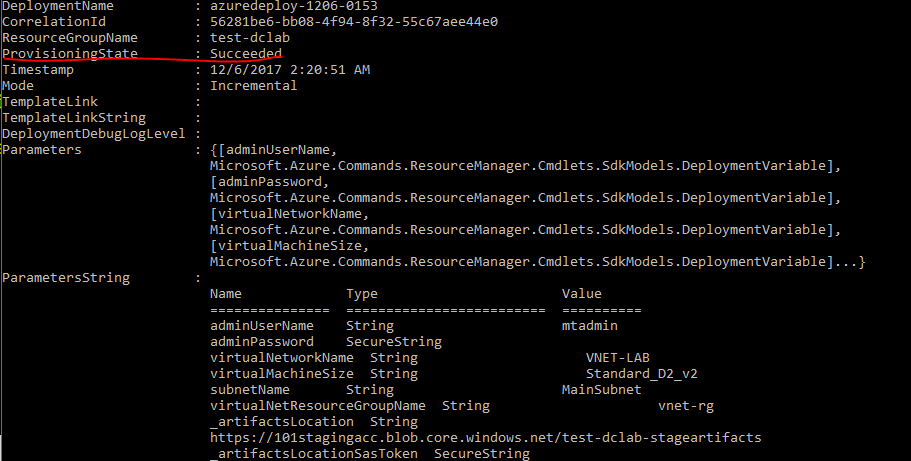 DeploymentName : azuredeploy-1206-0153
CorrelationId : 56281be6-bb08-4f94-8f32-55c67aee44e0
ResourceGroupName : test-dclab
ProvisioningState : Succeeded
Timestamp : 12/6/2017 2:20:51 AM
Mode : Incremental
TemplateLink :
TemplateLinkString :
DeploymentDebugLogLevel :
Parameters : {[adminUserName,
Microsoft.Azure.Commands.ResourceManager.Cmdlets.SdkModels.DeploymentVariable],
[adminPassword,
Microsoft.Azure.Commands.ResourceManager.Cmdlets.SdkModels.DeploymentVariable],
[virtualNetworkName,
Microsoft.Azure.Commands.ResourceManager.Cmdlets.SdkModels.DeploymentVariable],
[virtualMachineSize,
Microsoft.Azure.Commands.ResourceManager.Cmdlets.SdkModels.DeploymentVariable]...}
ParametersString :
Name Type Value
=============== ========================= ==========
adminUserName String mtadmin
adminPassword SecureString
virtualNetworkName String VNET-LAB
virtualMachineSize String Standard_D2_v2
subnetName String MainSubnet
virtualNetResourceGroupName String vnet-rg
_artifactsLocation String
https://101stagingacc.blob.core.windows.net/test-dclab-stageartifacts
_artifactsLocationSasToken SecureString